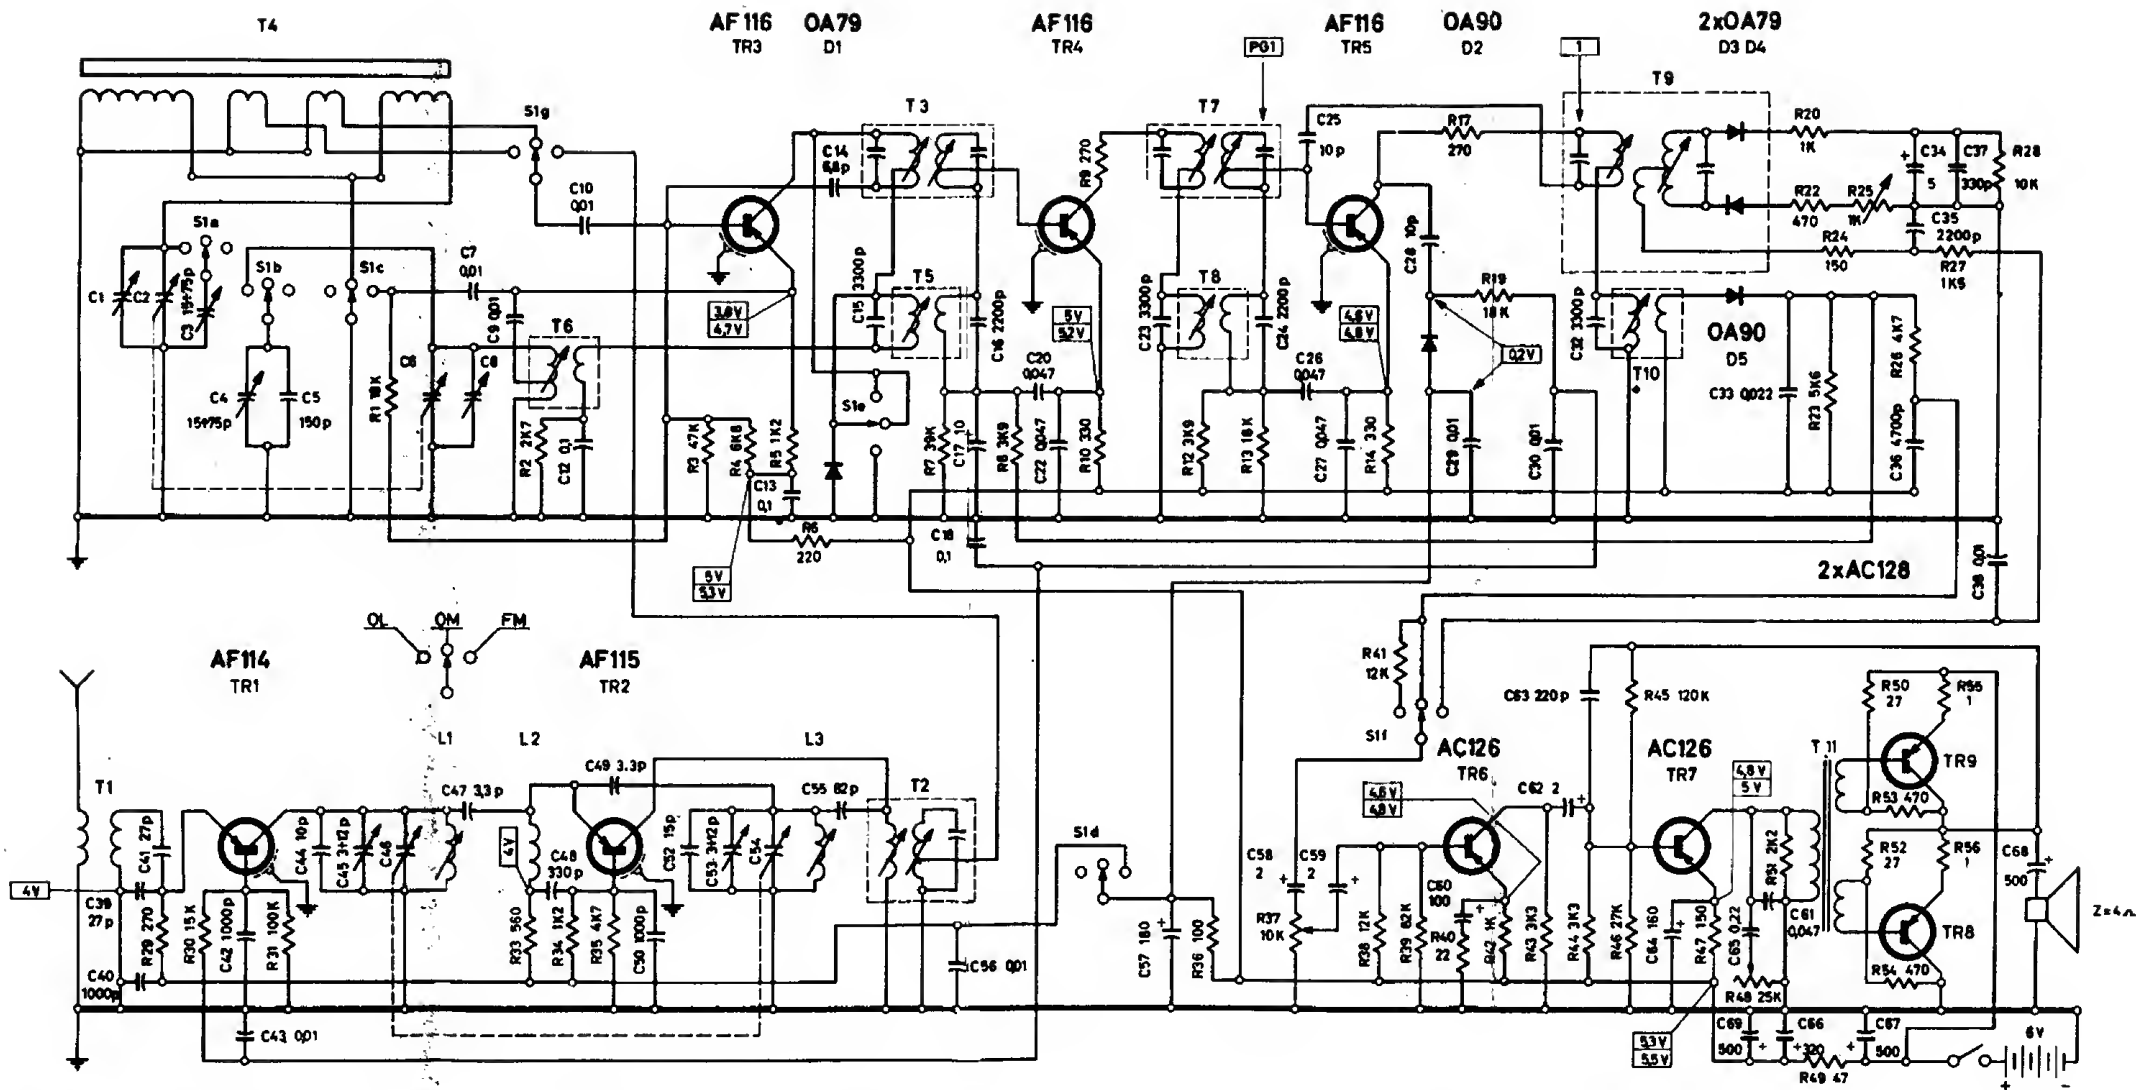 AF116 OA79 AF116 AF116 OA90 2xOA79
T4 TR3 D1 TR4 PG1 TR5 D2 1 D3 D4
T9
S1g T3 T7 C25 10p R17 270 R20 1K
C14 6,8p R9 270 C34 5 C37 330p R28 10K
C10 0,01
R22 470 R25 1K C35 2200p
S1a C28 10p R24 150 R27 1K5
S1b S1c C7 0,01
C1 C2 C3 15÷75p
T5 T8 R19 18K
C9 0,01 T6 3,8V 4,7V C15 3300p C16 2200p 5V 5,2V C23 3300p C24 2200p 4,6V 4,8V C32 3300p
OA90
D5
0,2V T10 R26 4K7
C4 15÷75p C5 150p R1 18K C6 C8
C20 0,047 C26 0,047
S1e C33 0,022 R23 5K6
R2 2K7 C12 0,1 R3 47K R4 6K8 R5 1K2 R7 39K C17 10 R8 3K9 C22 0,047 R10 330 R12 3K9 R13 18K C27 0,047 R14 330 C29 0,01 C30 0,01 C36 4700p
C13 0,1
R6 220 C18 0,1
5V 5,3V
2xAC128 C38 0,01
OL OM FM
AF114 AF115
TR1 TR2
R41 12K
C63 220p R45 120K R50 27 R55 1
S1f AC126 AC126
L1 L2 L3 TR6 TR7 T11 TR9
T1 C49 3.3p
C47 3,3p C55 82p T2 4,6V 4,8V C62 2 4,8V 5V
R53 470
C41 27p C44 10p C45 3÷12p C46 4V C48 330p C52 15p C53 3÷12p C54
S1d
C58 2 C59 2 R51 2K2 R52 27 R56 1 C68 500
4V
C39 27p C60 100 C61 0,047 Z=4Ω
R29 270 R30 15K C42 1000p R31 100K R33 560 R34 1K2 R35 4K7 C50 1000p C57 160 R36 100 R37 10K R38 12K R39 82K R40 22 R42 1K R43 3K3 R44 3K3 R46 27K C64 160 R47 150 C65 0,22 TR8
C40 1000p C56 0,01 R54 470
R48 25K
C43 0,01 5,3V 5,5V C69 500 C66 320 C67 500 6V
R49 47
+ -